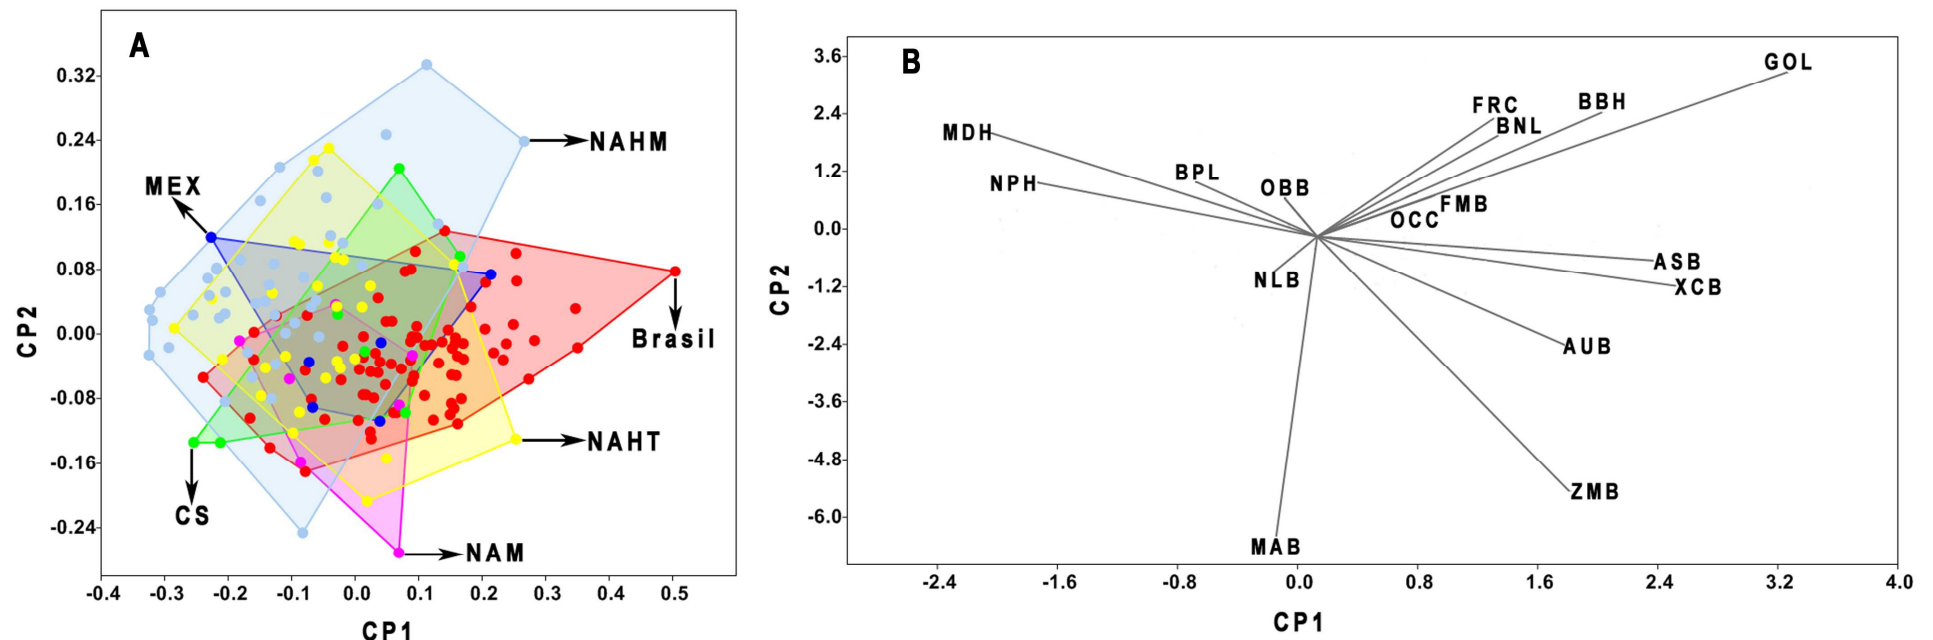 A
0.32
0.24
0.16
0.08
0.00
-0.08
-0.16
-0.24
CP2
NAHM
MEX
Brasil
NAHT
CS
NAM
-0.4 -0.3 -0.2 -0.1 0.0 0.1 0.2 0.3 0.4 0.5
CP1
B
3.6
2.4
1.2
0.0
-1.2
-2.4
-3.6
-4.8
-6.0
CP2
GOL
FRC
BBH
BNL
MDH
BPL
NPH
OBB
FMB
OCC
NLB
ASB
XCB
AUB
ZMB
MAB
-2.4 -1.6 -0.8 0.0 0.8 1.6 2.4 3.2 4.0
CP1